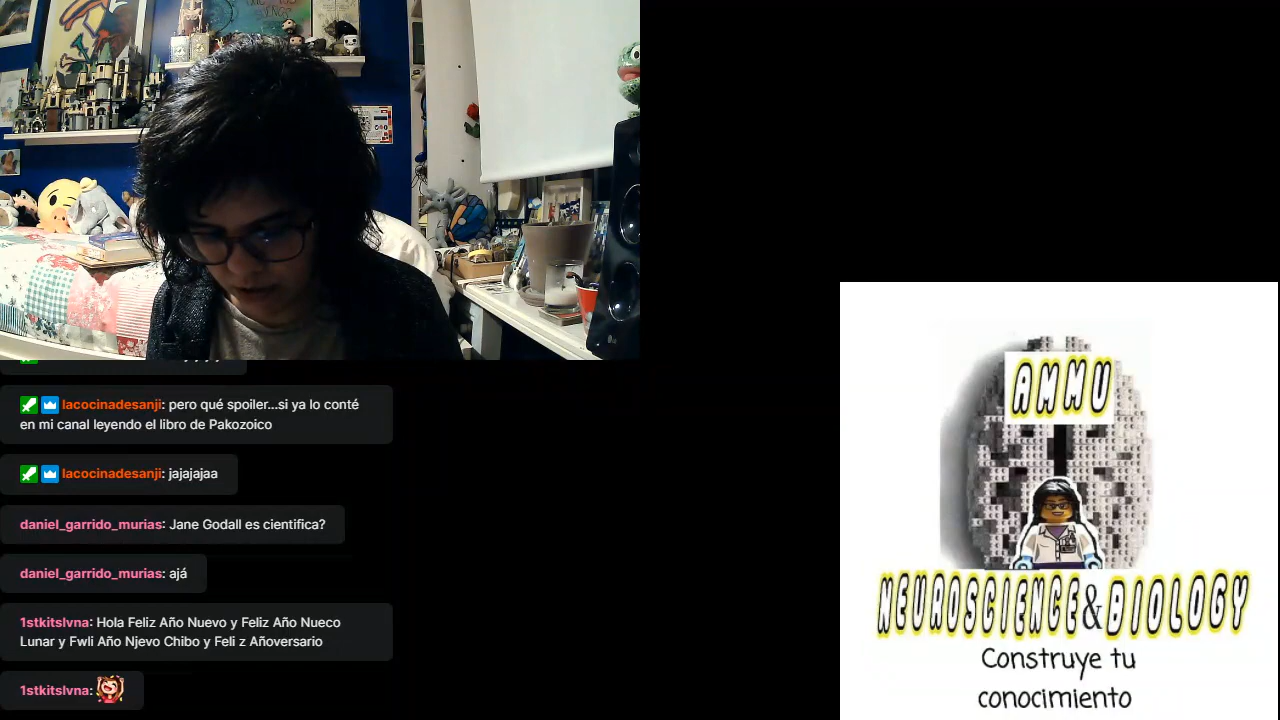 lacocinadesanji: pero qué spoiler...si ya lo conté
en mi canal leyendo el libro de Pakozoico
lacocinadesanji: jajajajaa
daniel_garrido_murias: Jane Godall es cientifica?
daniel_garrido_murias: ajá
1stkitslvna: Hola Feliz Año Nuevo y Feliz Año Nueco
Lunar y Fwli Año Njevo Chibo y Feli z Añoversario
1stkitslvna:
AMMU
NEUROSCIENCE&BIOLOGY
Construye tu
conocimiento